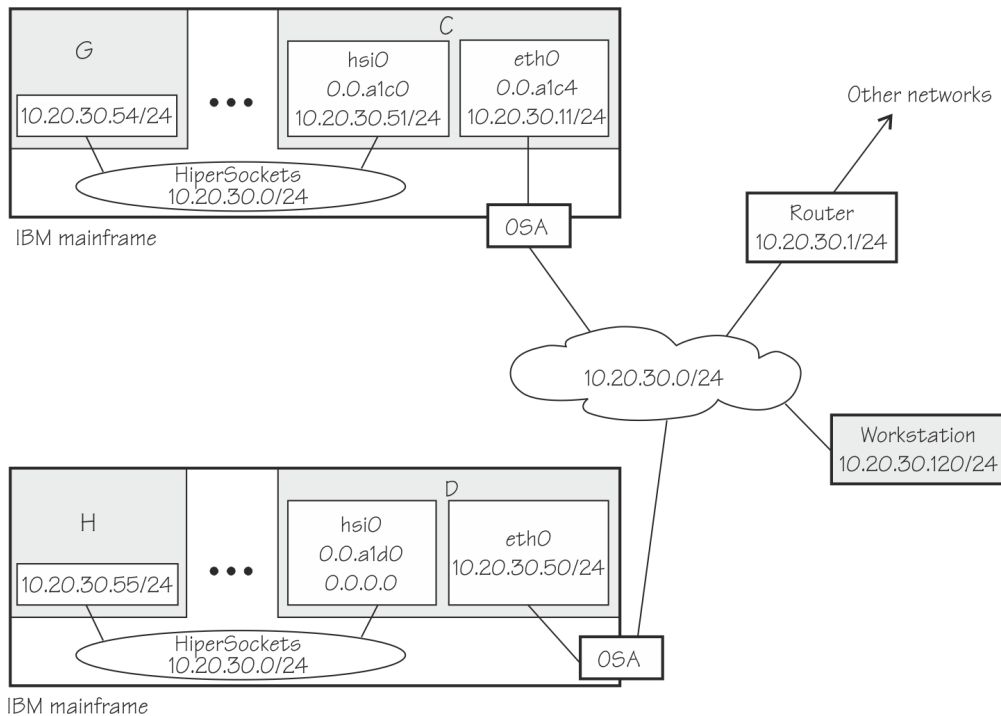 G
10.20.30.54/24
C
hsi0
0.0.a1c0
10.20.30.51/24
eth0
0.0.a1c4
10.20.30.11/24
HiperSockets
10.20.30.0/24
OSA
IBM mainframe
Other networks
Router
10.20.30.1/24
10.20.30.0/24
Workstation
10.20.30.120/24
H
10.20.30.55/24
D
hsi0
0.0.a1d0
0.0.0.0
eth0
10.20.30.50/24
HiperSockets
10.20.30.0/24
OSA
IBM mainframe